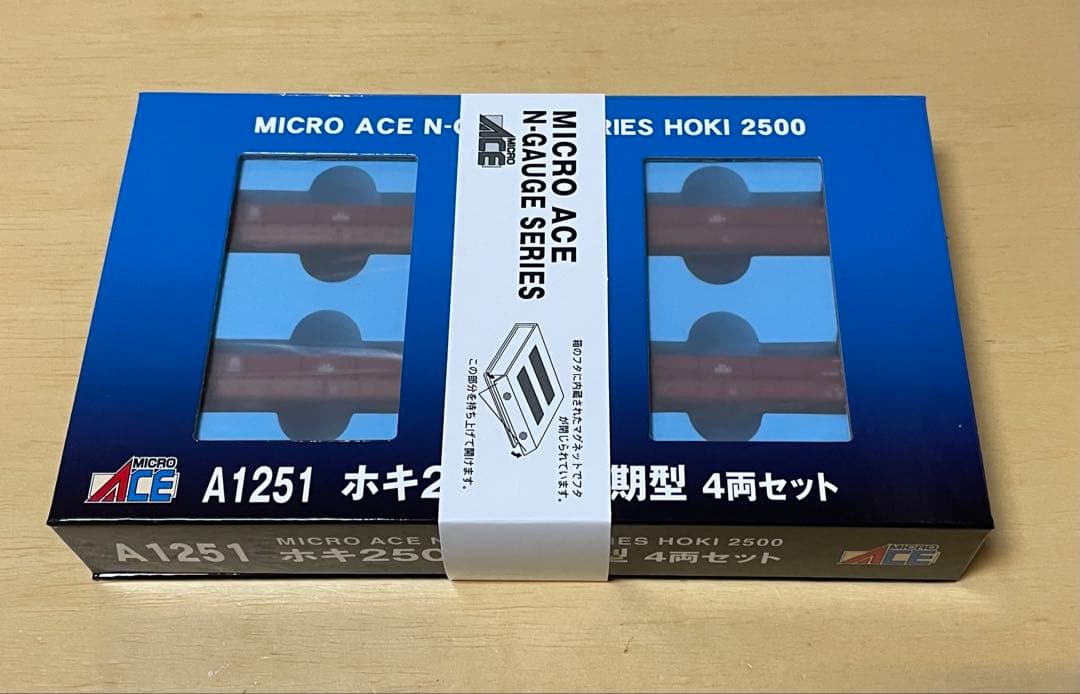 MICRO ACE N-G
RIES HOKI 2500
MICRO ACE
N-GAUGE SERIES
MICRO
ACE
箱のフタに内蔵されたマグネットでフタ
が閉じられています。
この部分を持ち上げて開けます。
MICRO
ACE
A1251 ホキ2
期型 4両セット
A1251
MICRO ACE N
ホキ250
RIES HOKI 2500
型 4両セット
MICRO
ACE